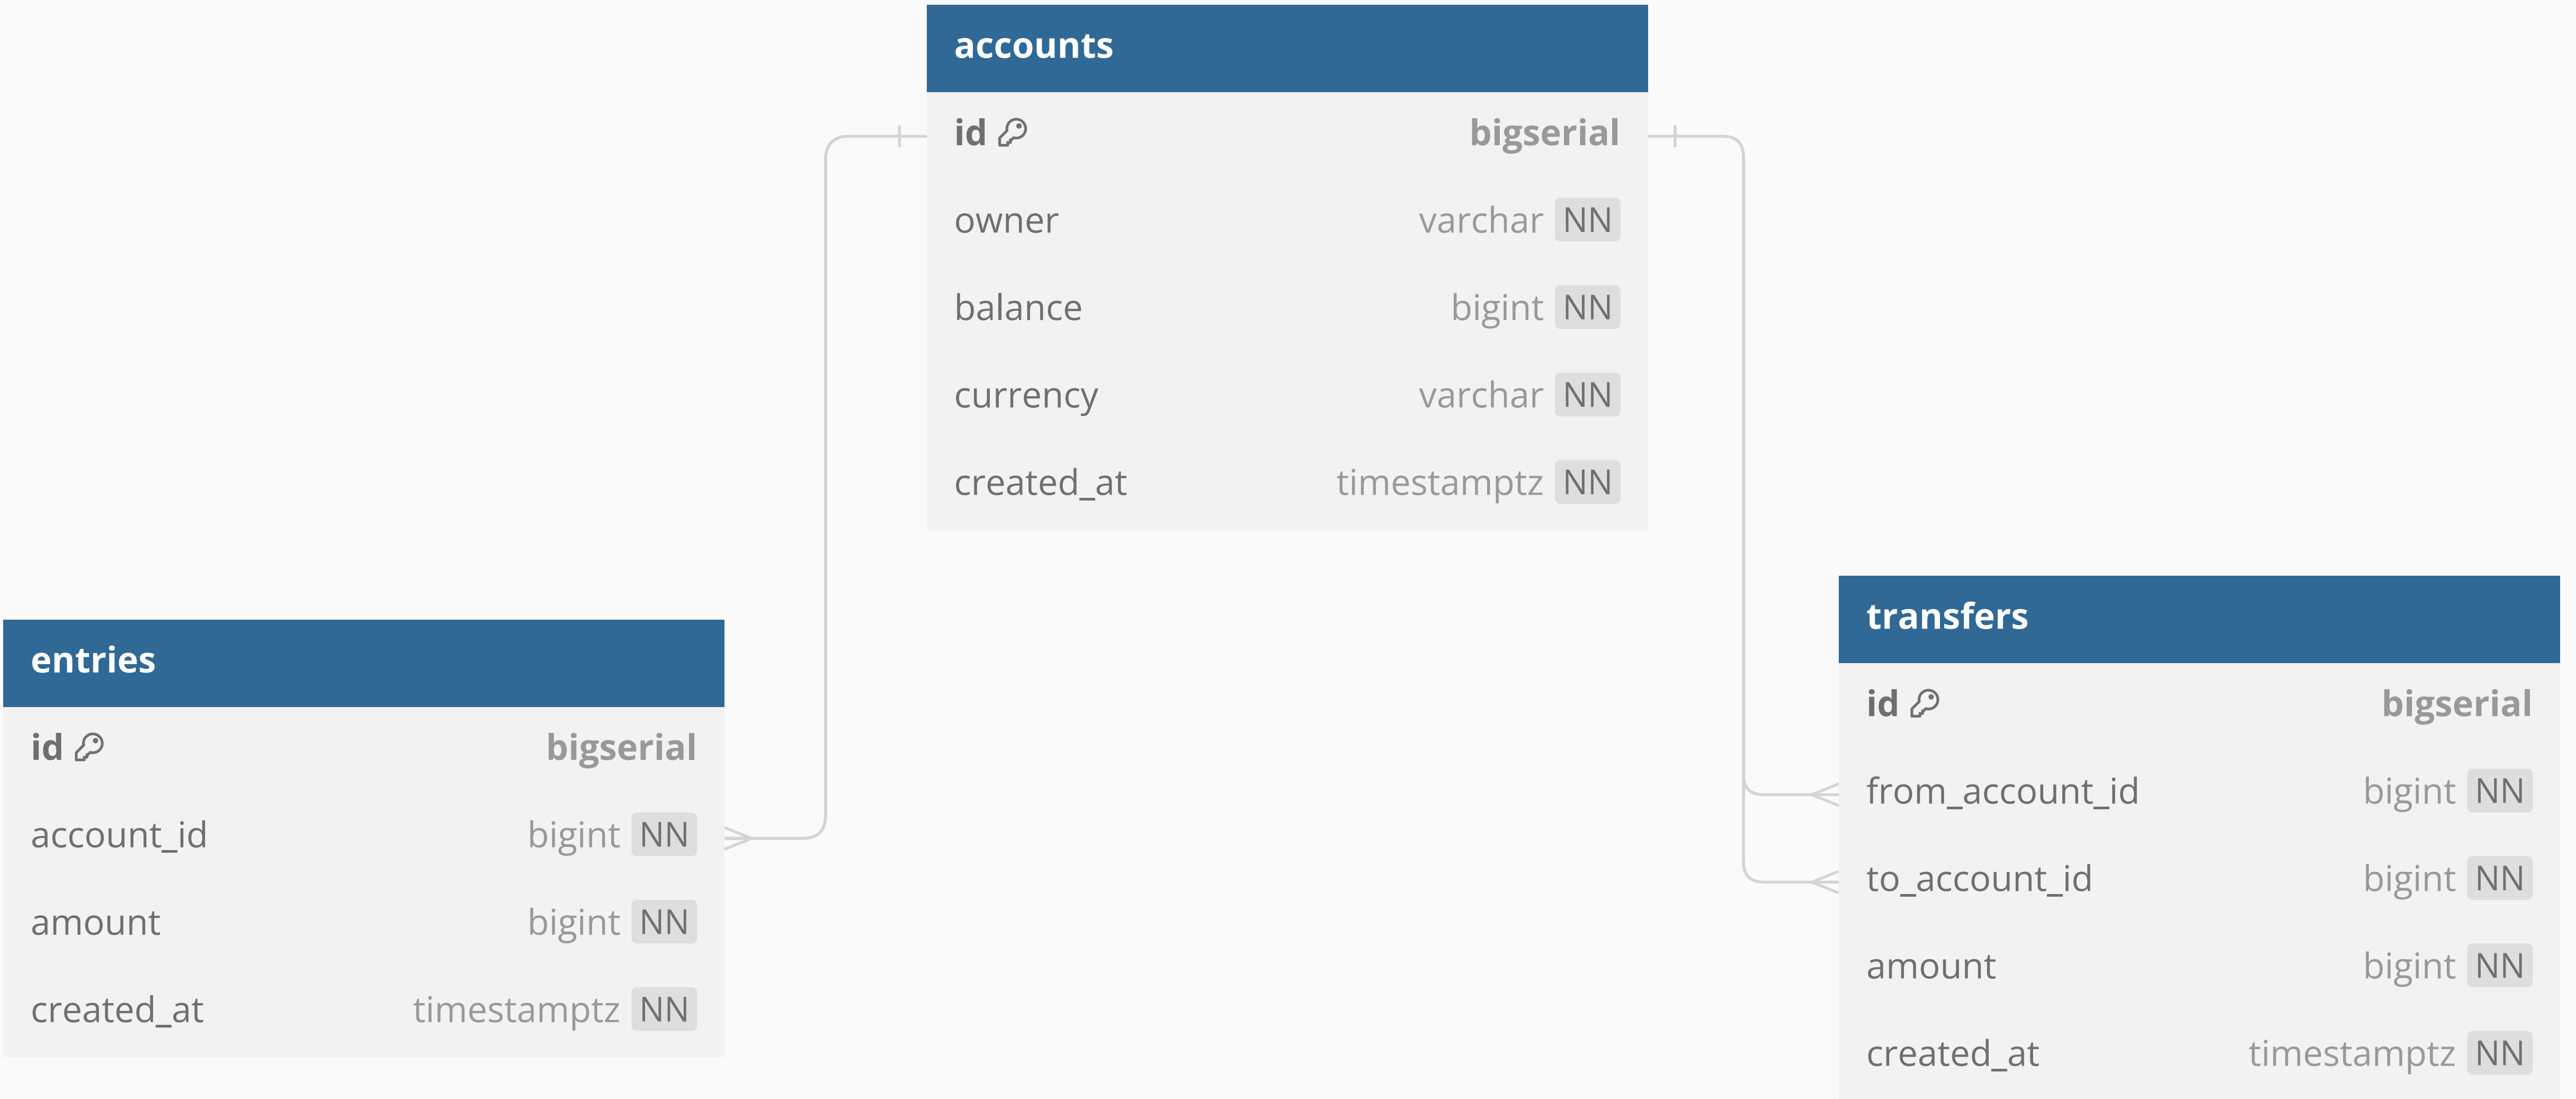 accounts
id bigserial
owner varchar NN
balance bigint NN
currency varchar NN
created_at timestamptz NN
entries
id bigserial
account_id bigint NN
amount bigint NN
created_at timestamptz NN
transfers
id bigserial
from_account_id bigint NN
to_account_id bigint NN
amount bigint NN
created_at timestamptz NN